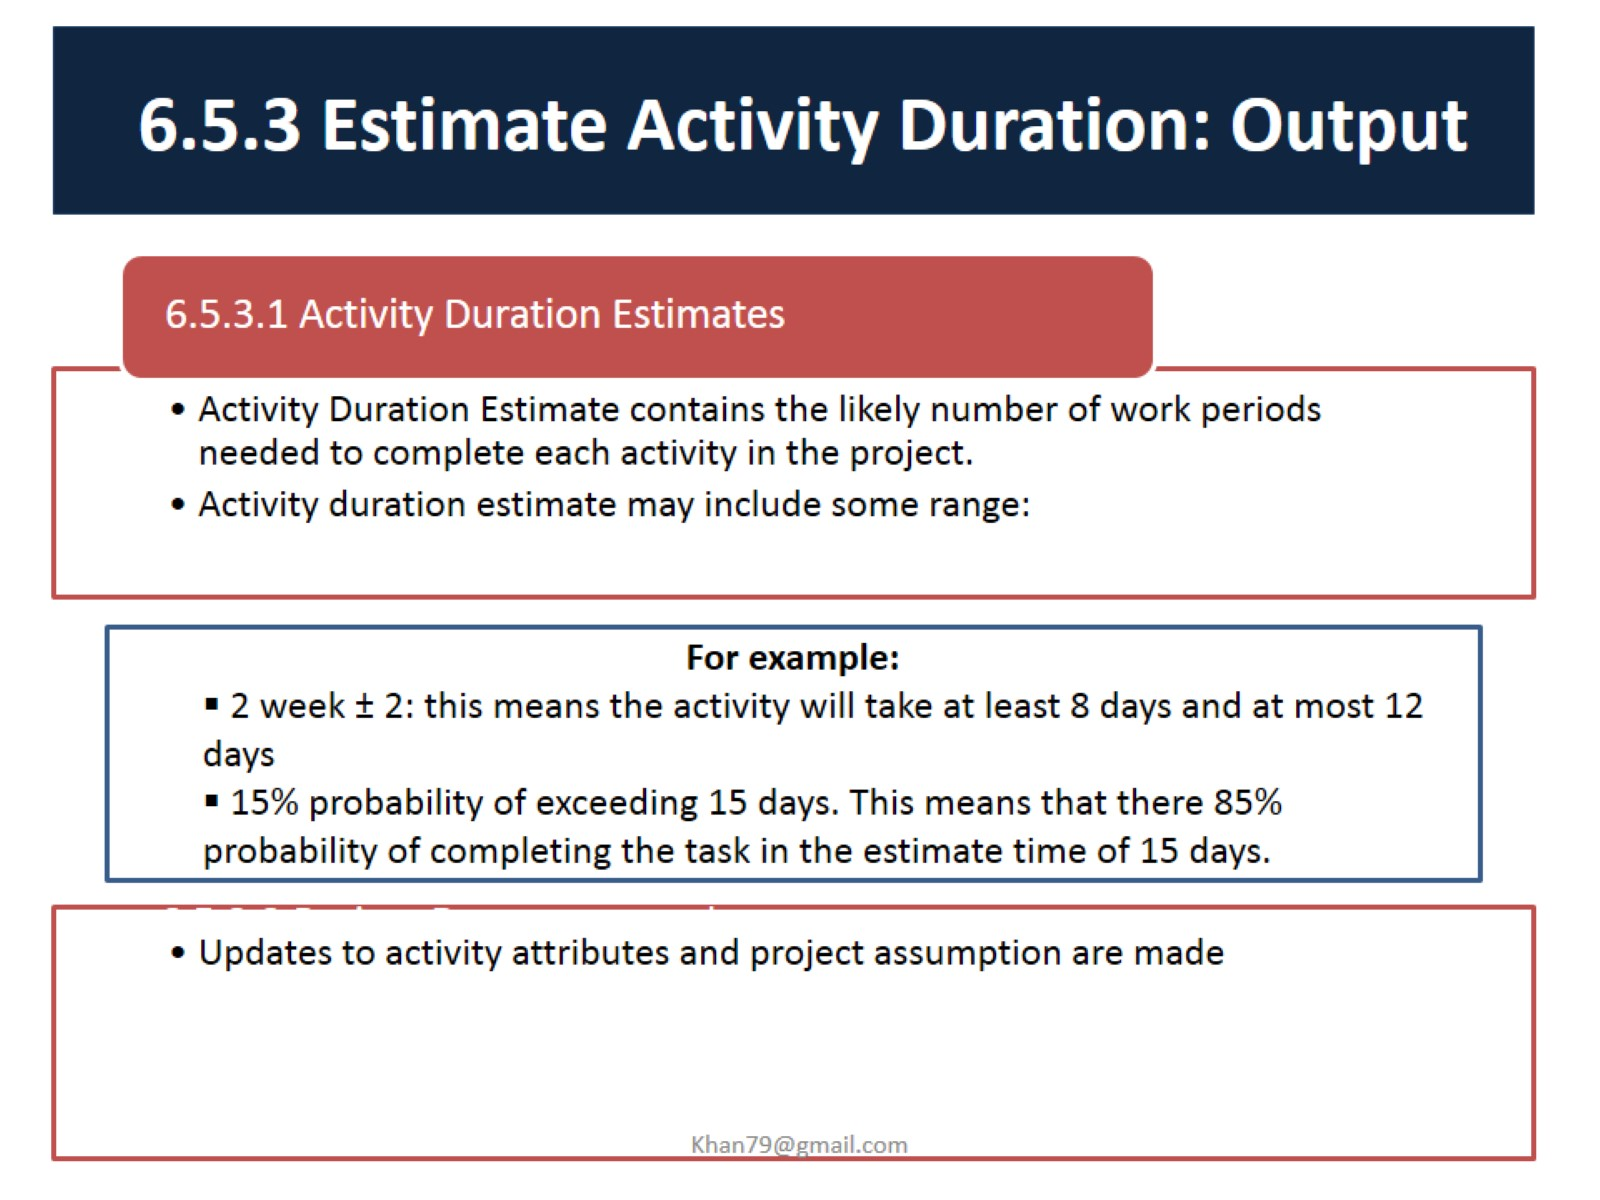 6.5.3 Estimate Activity Duration: Output
6.5.3.1 Activity Duration Estimates
• Activity Duration Estimate contains the likely number of work periods
needed to complete each activity in the project.
• Activity duration estimate may include some range:
For example:
▪ 2 week ± 2: this means the activity will take at least 8 days and at most 12
days
▪ 15% probability of exceeding 15 days. This means that there 85%
probability of completing the task in the estimate time of 15 days.
• Updates to activity attributes and project assumption are made
Khan79@gmail.com